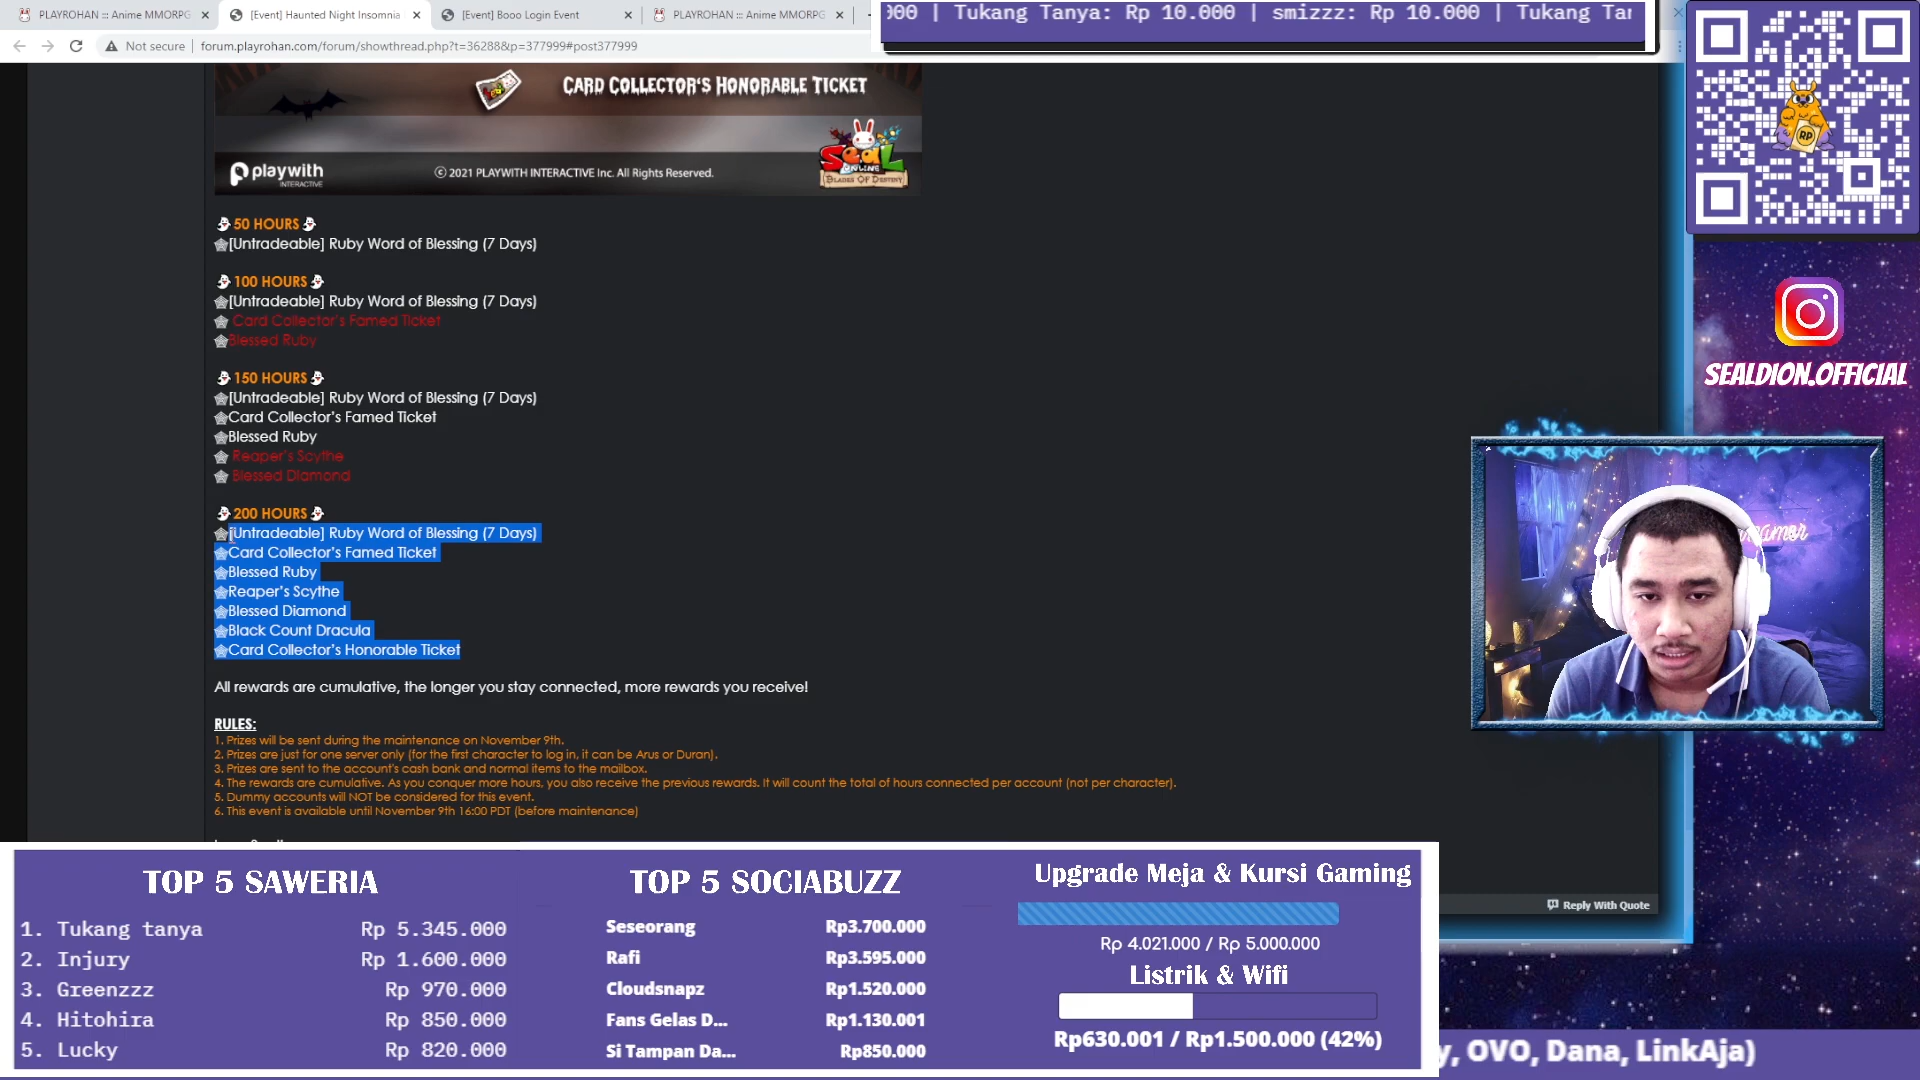 PLAYROHAN ::: Anime MMORPG
[Event] Haunted Night Insomnia
[Event] Booo Login Event
PLAYROHAN ::: Anime MMORPG
000 | Tukang Tanya: Rp 10.000 | smizzz: Rp 10.000 | Tukang Tan
Not secure
forum.playrohan.com/forum/showthread.php?t=36288&p=377999#post377999
CARD COLLECTOR'S HONORABLE TICKET
playwith
INTERACTIVE
© 2021 PLAYWITH INTERACTIVE Inc. All Rights Reserved.
SEAL
ONLINE
BLADES OF DESTINY
RP
50 HOURS
[Untradeable] Ruby Word of Blessing (7 Days)
100 HOURS
[Untradeable] Ruby Word of Blessing (7 Days)
Card Collector's Famed Ticket
Blessed Ruby
150 HOURS
[Untradeable] Ruby Word of Blessing (7 Days)
Card Collector's Famed Ticket
Blessed Ruby
Reaper's Scythe
Blessed Diamond
200 HOURS
[Untradeable] Ruby Word of Blessing (7 Days)
Card Collector's Famed Ticket
Blessed Ruby
Reaper's Scythe
Blessed Diamond
Black Count Dracula
Card Collector's Honorable Ticket
All rewards are cumulative, the longer you stay connected, more rewards you receive!
RULES:
1. Prizes will be sent during the maintenance on November 9th.
2. Prizes are just for one server only (for the first character to log in, it can be Arus or Duran).
3. Prizes are sent to the account's cash bank and normal items to the mailbox.
4. The rewards are cumulative. As you conquer more hours, you also receive the previous rewards. It will count the total of hours connected per account (not per character).
5. Dummy accounts will NOT be considered for this event.
6. This event is available until November 9th 16:00 PDT (before maintenance)
SEALDION.OFFICIAL
Reply With Quote
TOP 5 SAWERIA
1. Tukang tanya Rp 5.345.000
2. Injury Rp 1.600.000
3. Greenzzz Rp 970.000
4. Hitohira Rp 850.000
5. Lucky Rp 820.000
TOP 5 SOCIABUZZ
Seseorang Rp3.700.000
Rafi Rp3.595.000
Cloudsnapz Rp1.520.000
Fans Gelas D... Rp1.130.001
Si Tampan Da... Rp850.000
Upgrade Meja & Kursi Gaming
Rp 4.021.000 / Rp 5.000.000
Listrik & Wifi
Rp630.001 / Rp1.500.000 (42%)
y, OVO, Dana, LinkAja)